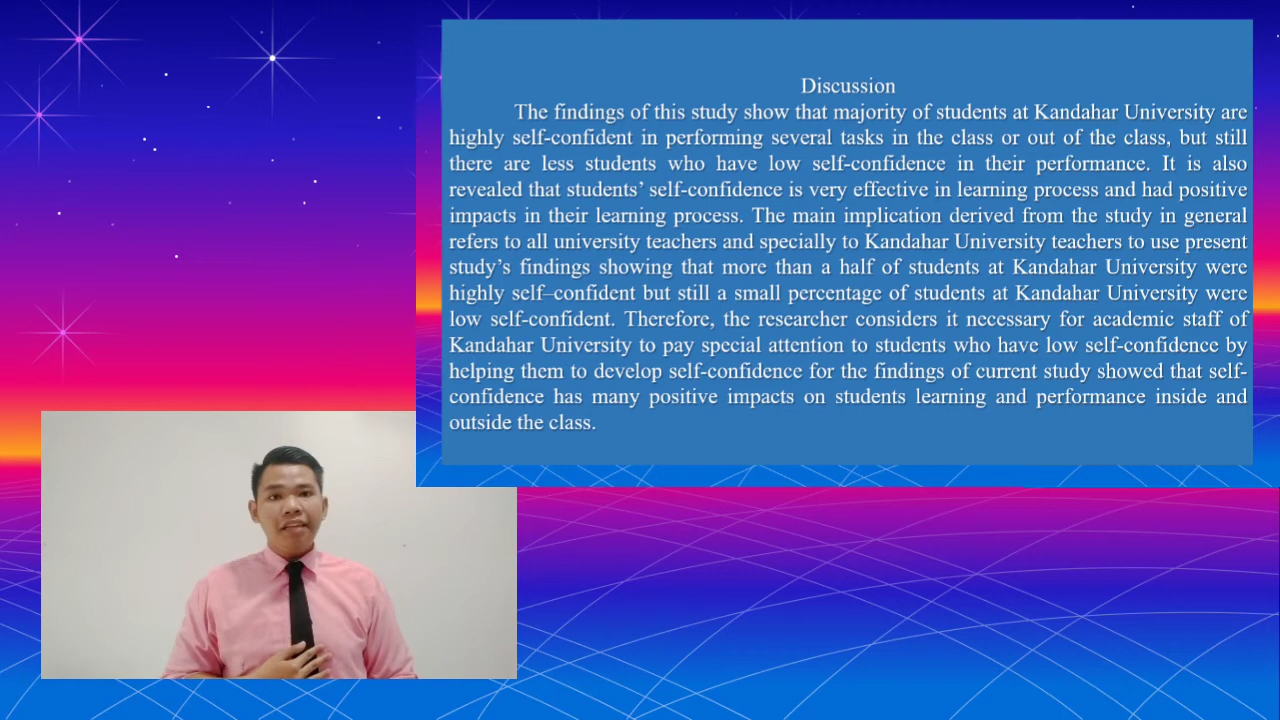 Discussion
The findings of this study show that majority of students at Kandahar University are
highly self-confident in performing several tasks in the class or out of the class, but still
there are less students who have low self-confidence in their performance. It is also
revealed that students’ self-confidence is very effective in learning process and had positive
impacts in their learning process. The main implication derived from the study in general
refers to all university teachers and specially to Kandahar University teachers to use present
study’s findings showing that more than a half of students at Kandahar University were
highly self–confident but still a small percentage of students at Kandahar University were
low self-confident. Therefore, the researcher considers it necessary for academic staff of
Kandahar University to pay special attention to students who have low self-confidence by
helping them to develop self-confidence for the findings of current study showed that self-
confidence has many positive impacts on students learning and performance inside and
outside the class.